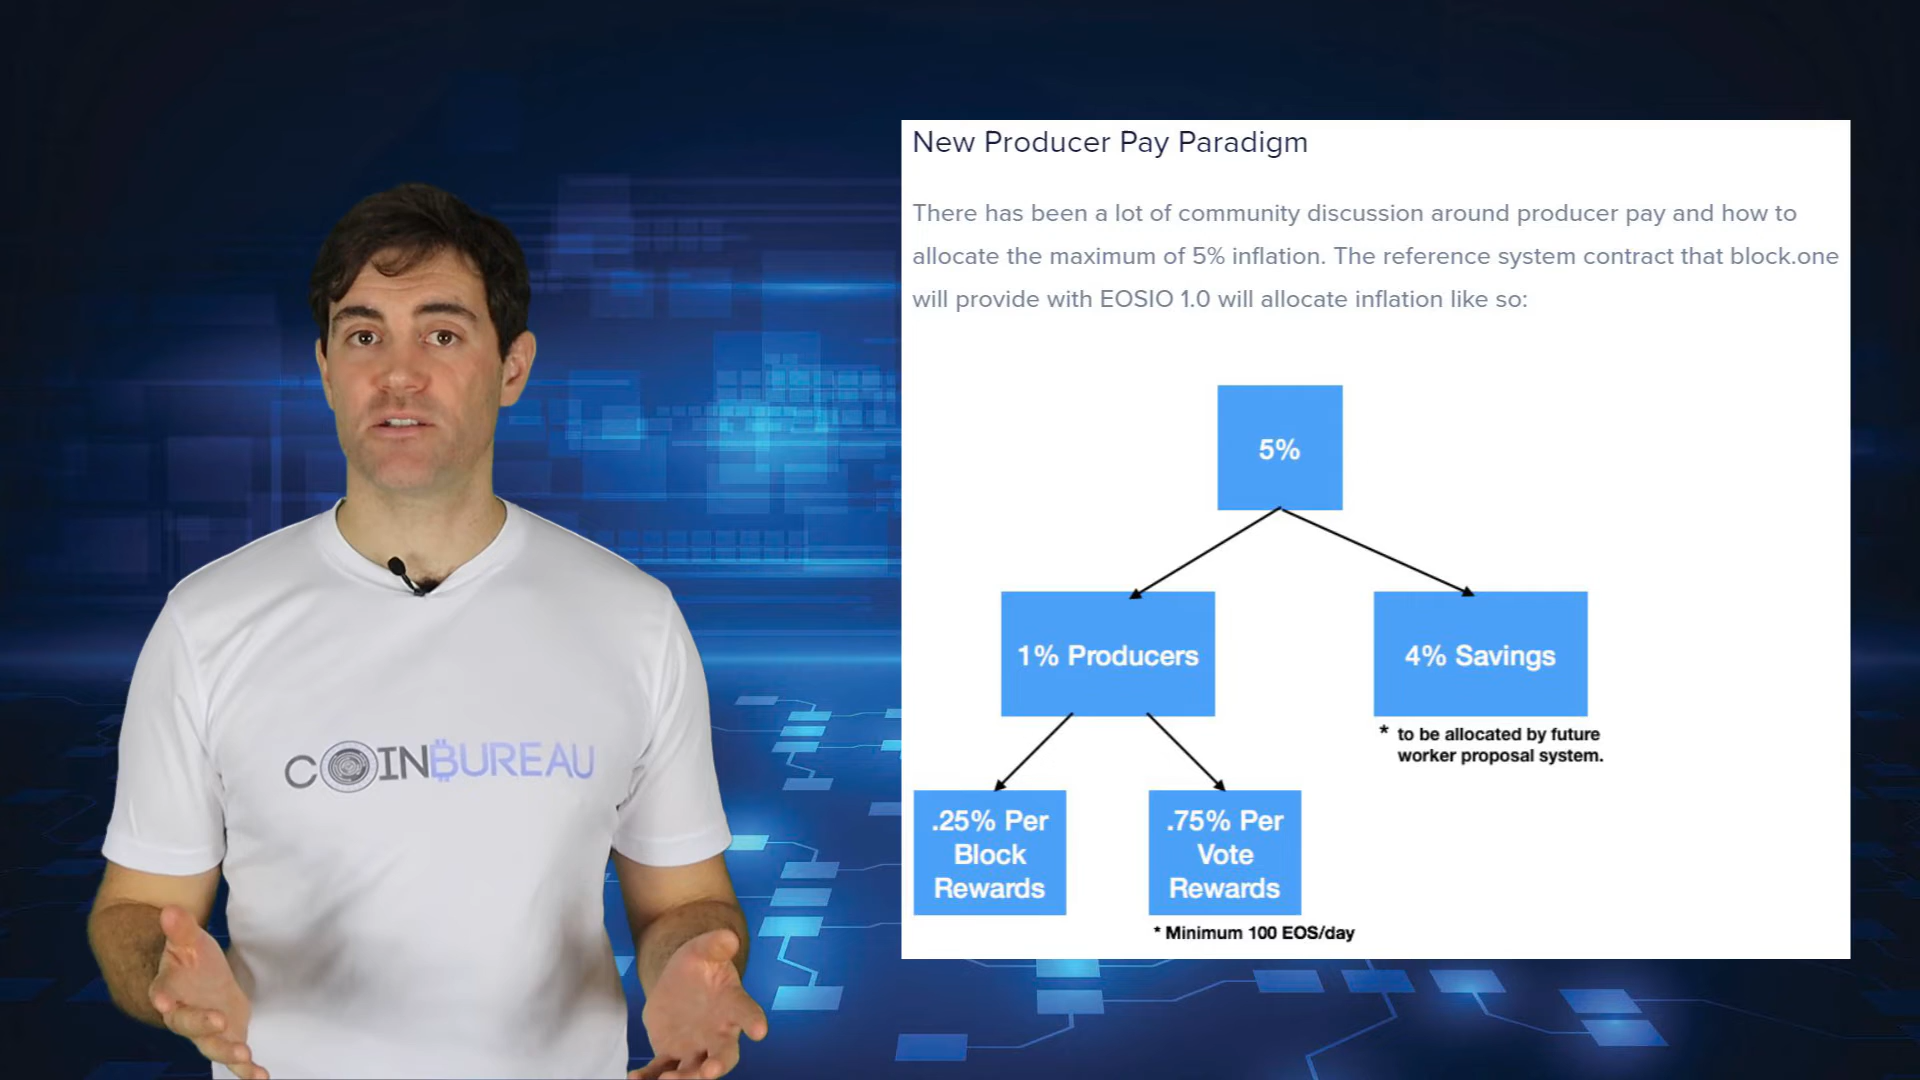 New Producer Pay Paradigm
There has been a lot of community discussion around producer pay and how to
allocate the maximum of 5% inflation. The reference system contract that block.one
will provide with EOSIO 1.0 will allocate inflation like so:
5%
1% Producers
4% Savings
* to be allocated by future
worker proposal system.
.25% Per
Block
Rewards
.75% Per
Vote
Rewards
* Minimum 100 EOS/day
COINBUREAU